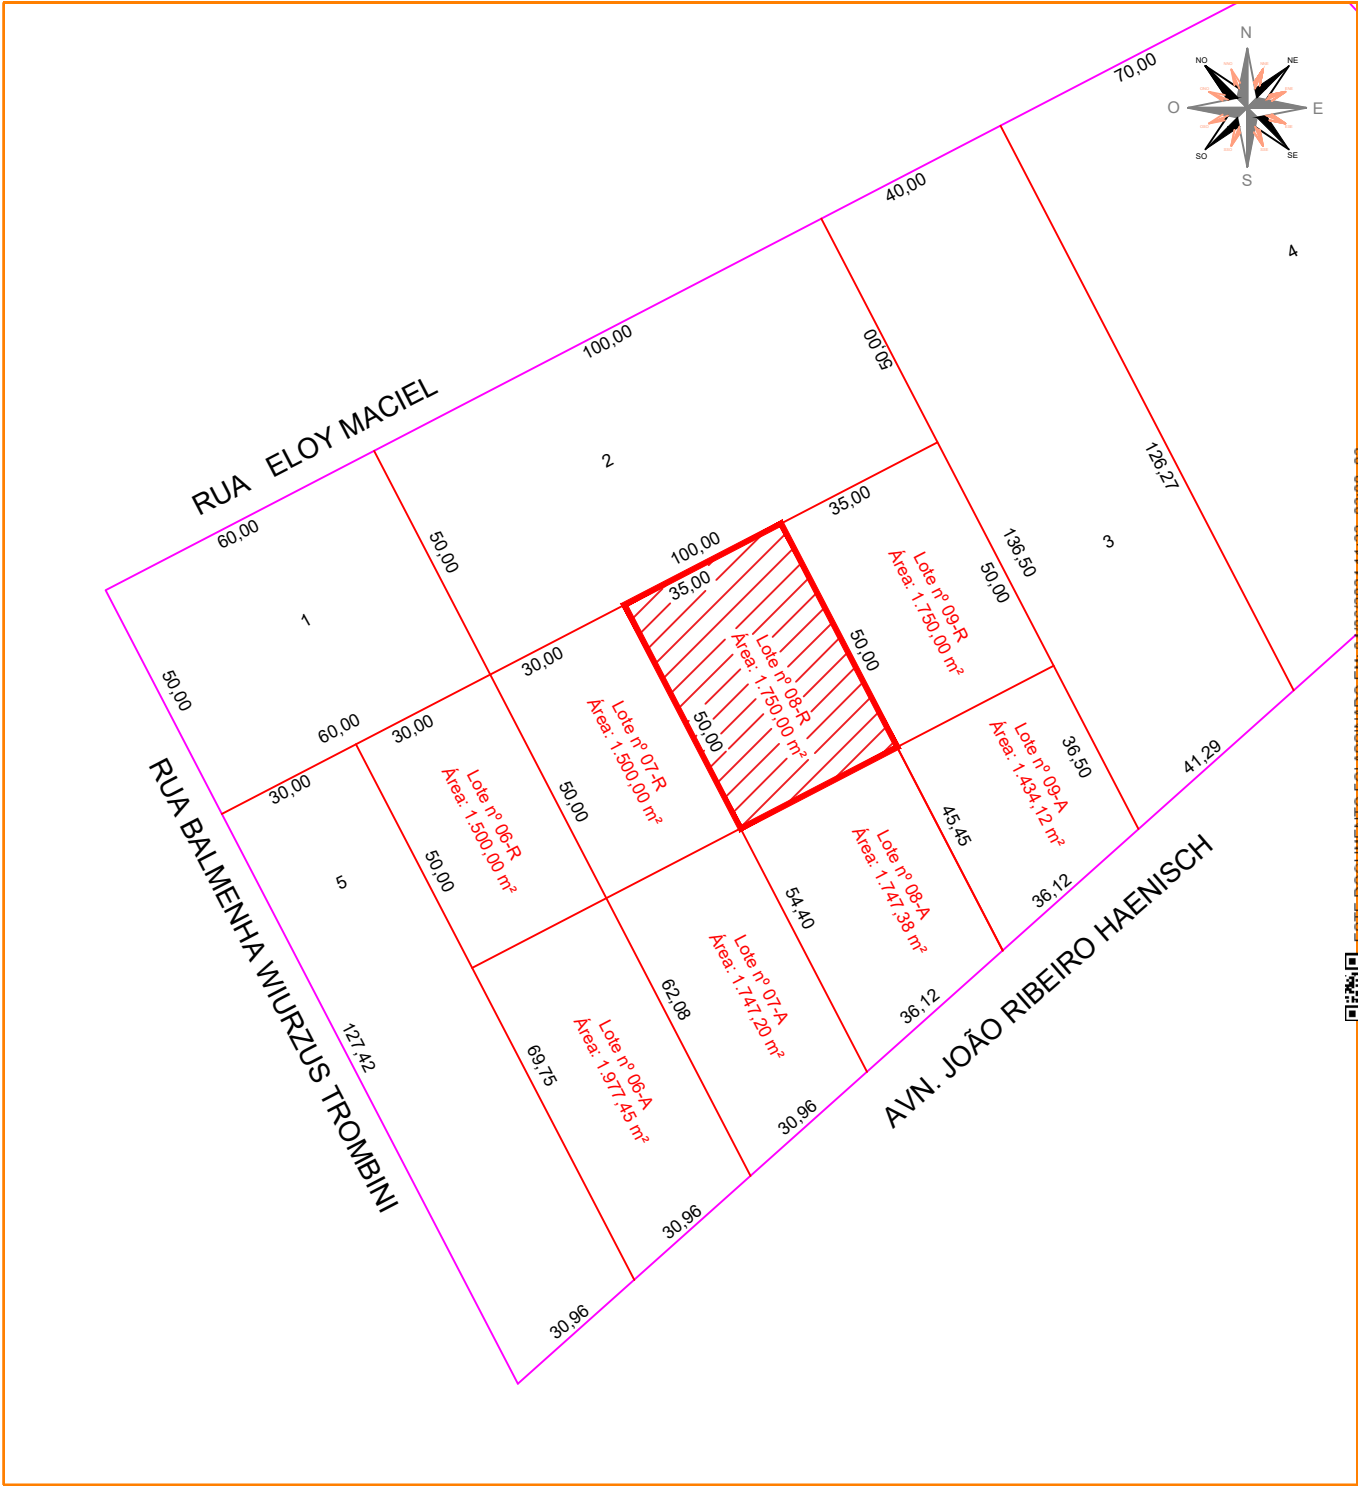 N
NO
NE
O
E
SO
SE
S
70,00
40,00
4
100,00
50,00
RUA ELOY MACIEL
126,27
2
60,00
50,00
35,00
100,00
35,00
136,50
3
50,00
Lote nº 09-R
Área: 1.750,00 m²
1
50,00
30,00
50,00
Lote nº 08-R
Área: 1.750,00 m²
50,00
60,00
30,00
30,00
Lote nº 07-R
Área: 1.500,00 m²
Lote nº 06-R
Área: 1.500,00 m²
50,00
50,00
5
Lote nº 09-A
Área: 1.434,12 m²
36,50
41,29
45,45
36,12
Lote nº 08-A
Área: 1.747,38 m²
54,40
36,12
Lote nº 07-A
Área: 1.747,20 m²
62,08
30,96
Lote nº 06-A
Área: 1.977,45 m²
69,75
30,96
127,42
30,96
RUA BALMENHA WIURZUS TROMBINI
AVN. JOÃO RIBEIRO HAENISCH